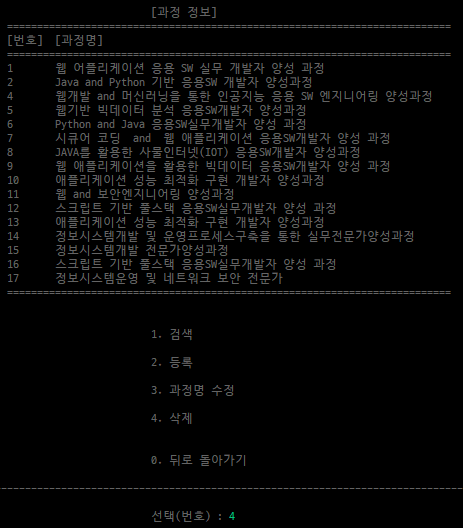 [과정 정보]
[번호] [과정명]
1 웹 어플리케이션 응용 SW 실무 개발자 양성 과정
2 Java and Python 기반 응용SW 개발자 양성과정
4 웹개발 and 머신러닝을 통한 인공지능 응용 SW 엔지니어링 양성과정
5 웹기반 빅데이터 분석 응용SW개발자 양성과정
6 Python and Java 응용SW실무개발자 양성 과정
7 시큐어 코딩 and 웹 애플리케이션 응용SW개발자 양성 과정
8 JAVA를 활용한 사물인터넷(IOT) 응용SW개발자 양성과정
9 웹 애플리케이션을 활용한 빅데이터 응용SW개발자 양성 과정
10 애플리케이션 성능 최적화 구현 개발자 양성과정
11 웹 and 보안엔지니어링 양성과정
12 스크립트 기반 풀스택 응용SW실무개발자 양성 과정
13 애플리케이션 성능 최적화 구현 개발자 양성과정
14 정보시스템개발 및 운영프로세스구축을 통한 실무전문가양성과정
15 정보시스템개발 전문가양성과정
16 스크립트 기반 풀스택 응용SW실무개발자 양성 과정
17 정보시스템운영 및 네트워크 보안 전문가
1. 검색
2. 등록
3. 과정명 수정
4. 삭제
0. 뒤로 돌아가기
선택(번호) : 4